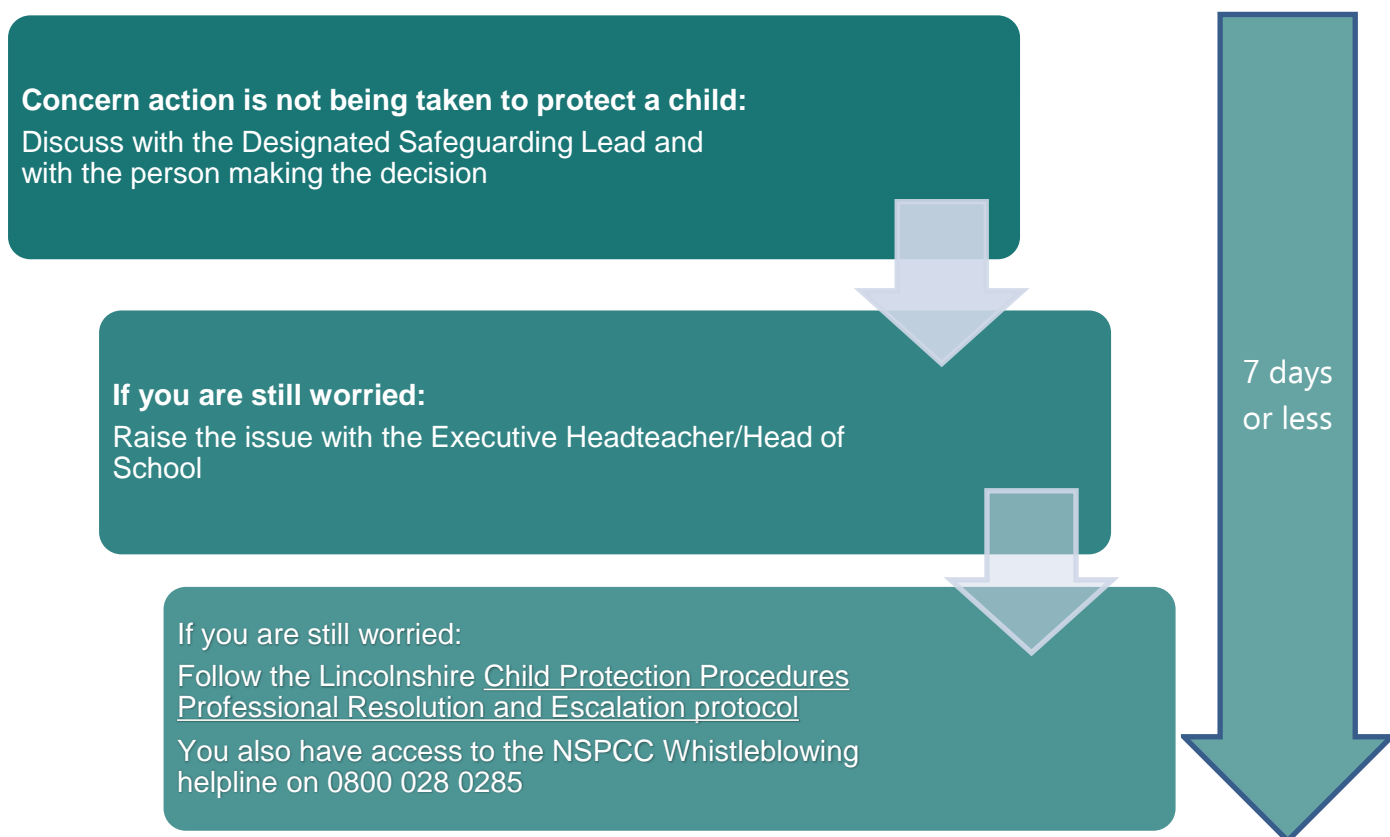 Concern action is not being taken to protect a child:
Discuss with the Designated Safeguarding Lead and
with the person making the decision
If you are still worried:
Raise the issue with the Executive Headteacher/Head of
School
If you are still worried:
Follow the Lincolnshire Child Protection Procedures
Professional Resolution and Escalation protocol
You also have access to the NSPCC Whistleblowing
helpline on 0800 028 0285
7 days
or less